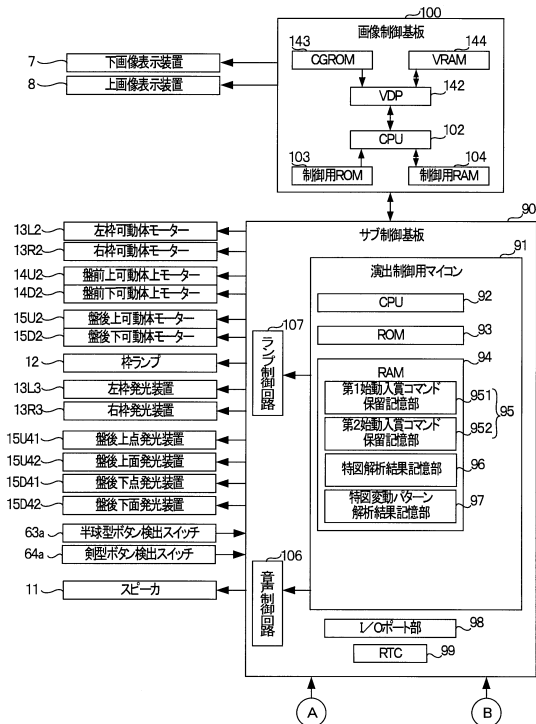 100
画像制御基板
143
CGROM
144
VRAM
7
下画像表示装置
8
上画像表示装置
VDP
142
CPU
102
103
制御用ROM
104
制御用RAM
90
サブ制御基板
13L2
左枠可動体モーター
13R2
右枠可動体モーター
14U2
盤前上可動体上モーター
14D2
盤前下可動体上モーター
15U2
盤後上可動体モーター
15D2
盤後下可動体モーター
12
枠ランプ
13L3
左枠発光装置
13R3
右枠発光装置
15U41
盤後上点発光装置
15U42
盤後上面発光装置
15D41
盤後下点発光装置
15D42
盤後下面発光装置
63a
半球型ボタン検出スイッチ
64a
剣型ボタン検出スイッチ
11
スピーカ
107
ランプ制御回路
106
音声制御回路
91
演出制御用マイコン
CPU
92
ROM
93
94
RAM
第1始動入賞コマンド
保留記憶部
951
第2始動入賞コマンド
保留記憶部
952
95
特図解析結果記憶部
96
特図変動パターン
解析結果記憶部
97
I/Oポート部
98
RTC
99
A
B